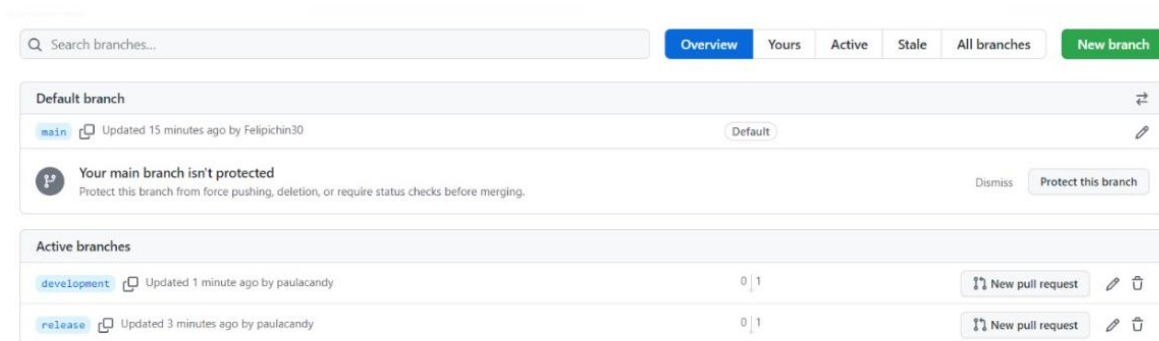 Search branches...
Overview Yours Active Stale All branches New branch
Default branch
main Updated 15 minutes ago by Felipichin30
Default
Your main branch isn't protected
Protect this branch from force pushing, deletion, or require status checks before merging.
Dismiss Protect this branch
Active branches
development Updated 1 minute ago by paulacandy
0 1
New pull request
release Updated 3 minutes ago by paulacandy
0 1
New pull request